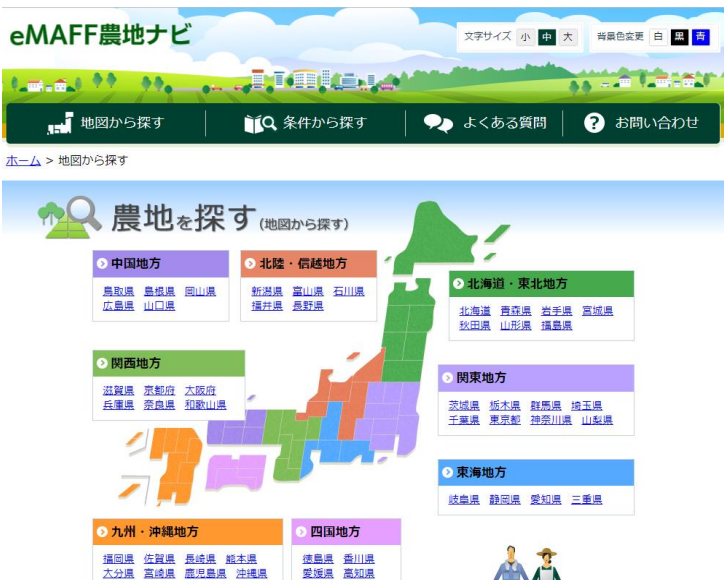 eMAFF農地ナビ
文字サイズ 小 中 大 背景色変更 白 黒 青
地図から探す 条件から探す よくある質問 お問い合わせ
ホーム > 地図から探す
農地を探す(地図から探す)
中国地方
鳥取県 島根県 岡山県
広島県 山口県
北陸・信越地方
新潟県 富山県 石川県
福井県 長野県
北海道・東北地方
北海道 青森県 岩手県 宮城県
秋田県 山形県 福島県
関西地方
滋賀県 京都府 大阪府
兵庫県 奈良県 和歌山県
関東地方
茨城県 栃木県 群馬県 埼玉県
千葉県 東京都 神奈川県 山梨県
東海地方
岐阜県 静岡県 愛知県 三重県
九州・沖縄地方
福岡県 佐賀県 長崎県 熊本県
大分県 宮崎県 鹿児島県 沖縄県
四国地方
徳島県 香川県
愛媛県 高知県